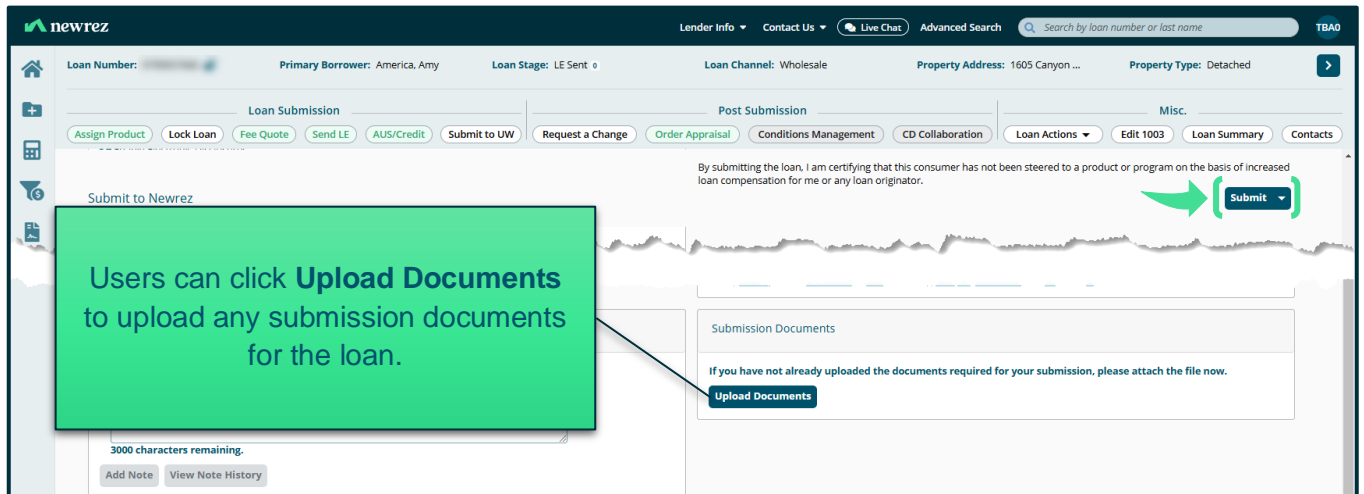 newrez
Lender Info Contact Us Live Chat Advanced Search Search by loan number or last name TBA0
Loan Number: Primary Borrower: America, Amy Loan Stage: LE Sent 0 Loan Channel: Wholesale Property Address: 1605 Canyon ... Property Type: Detached
Loan Submission Post Submission Misc.
Assign Product Lock Loan Fee Quote Send LE AUS/Credit Submit to UW Request a Change Order Appraisal Conditions Management CD Collaboration Loan Actions Edit 1003 Loan Summary Contacts
By submitting the loan, I am certifying that this consumer has not been steered to a product or program on the basis of increased
loan compensation for me or any loan originator.
Submit to Newrez
Submit
Users can click Upload Documents
to upload any submission documents
for the loan.
Submission Documents
If you have not already uploaded the documents required for your submission, please attach the file now.
Upload Documents
3000 characters remaining.
Add Note View Note History